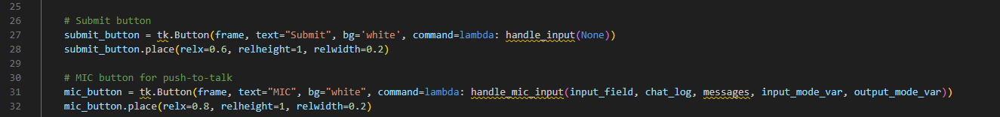 25
26 # Submit button
27 submit_button = tk.Button(frame, text="Submit", bg='white', command=lambda: handle_input(None))
28 submit_button.place(relx=0.6, relheight=1, relwidth=0.2)
29
30 # MIC button for push-to-talk
31 mic_button = tk.Button(frame, text="MIC", bg="white", command=lambda: handle_mic_input(input_field, chat_log, messages, input_mode_var, output_mode_var))
32 mic_button.place(relx=0.8, relheight=1, relwidth=0.2)